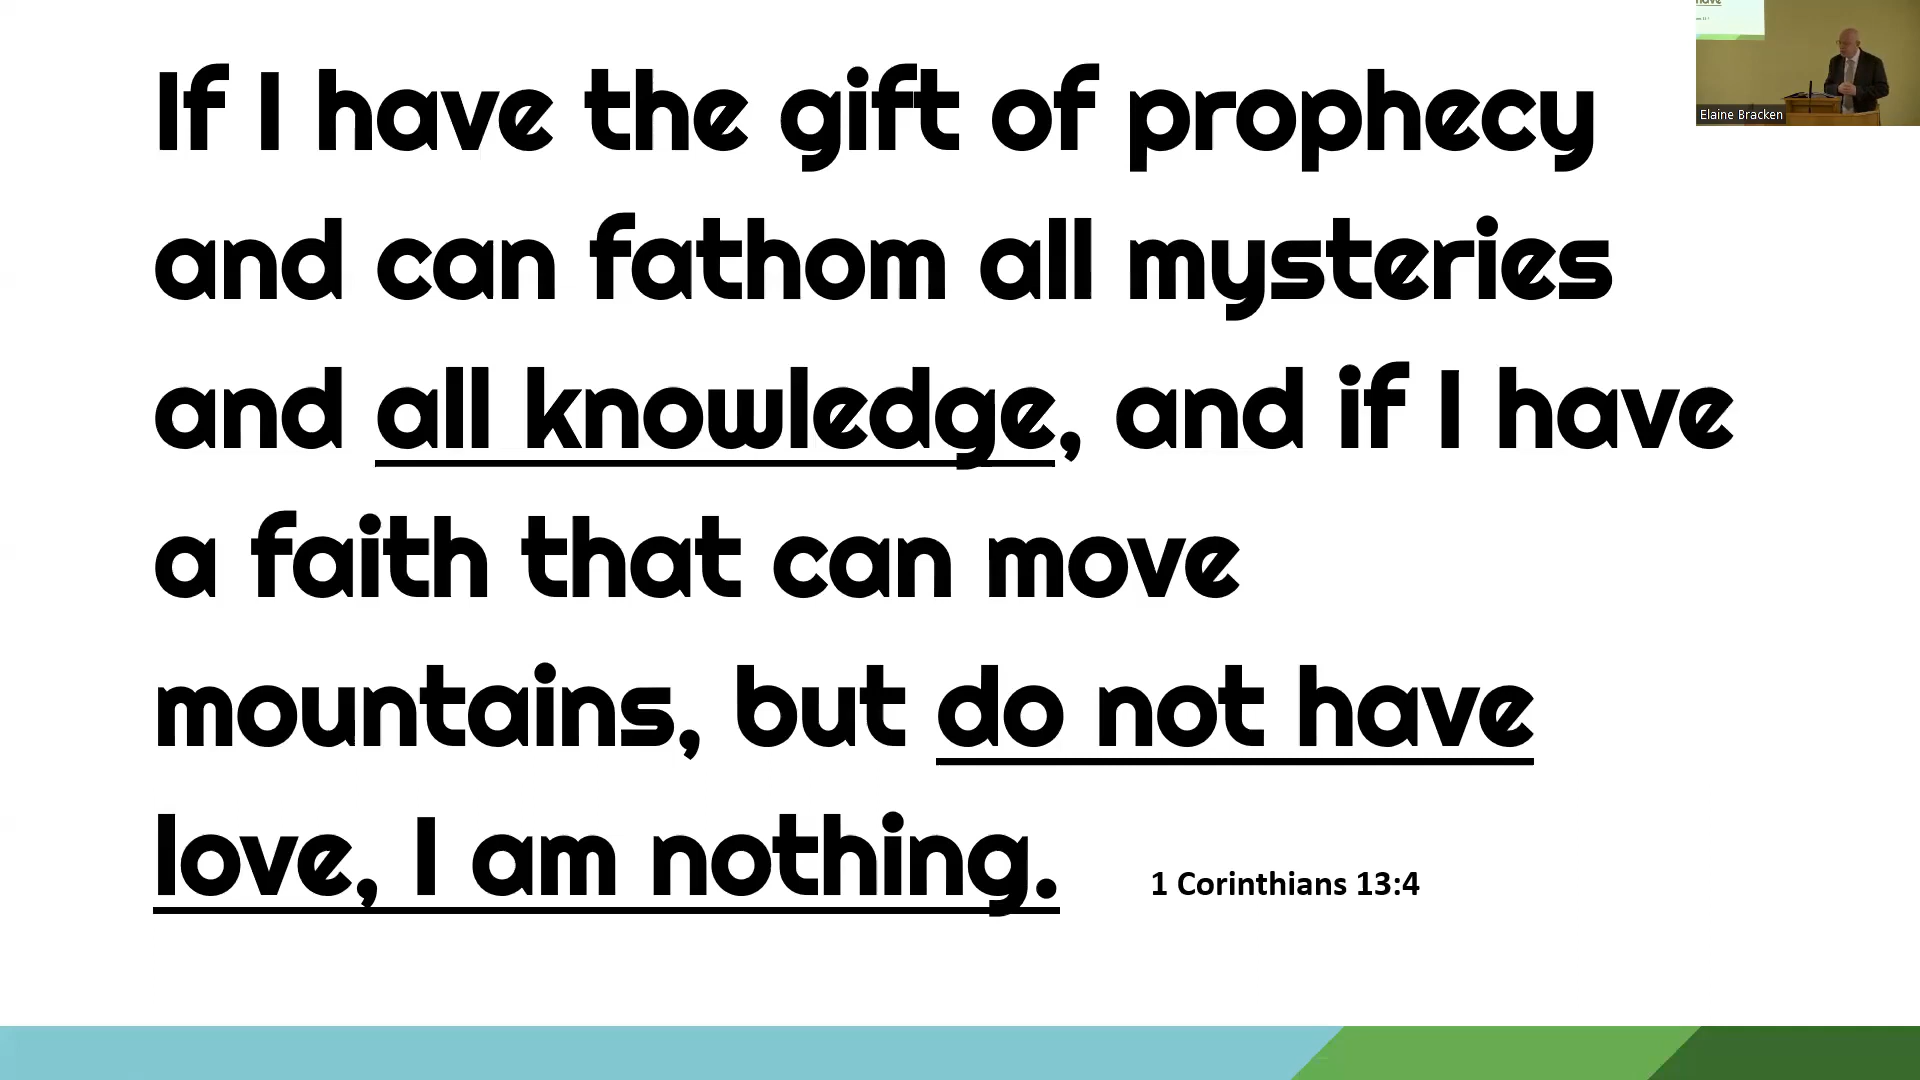 If I have the gift of prophecy
and can fathom all mysteries
and all knowledge, and if I have
a faith that can move
mountains, but do not have
love, I am nothing.
1 Corinthians 13:4
Elaine Bracken